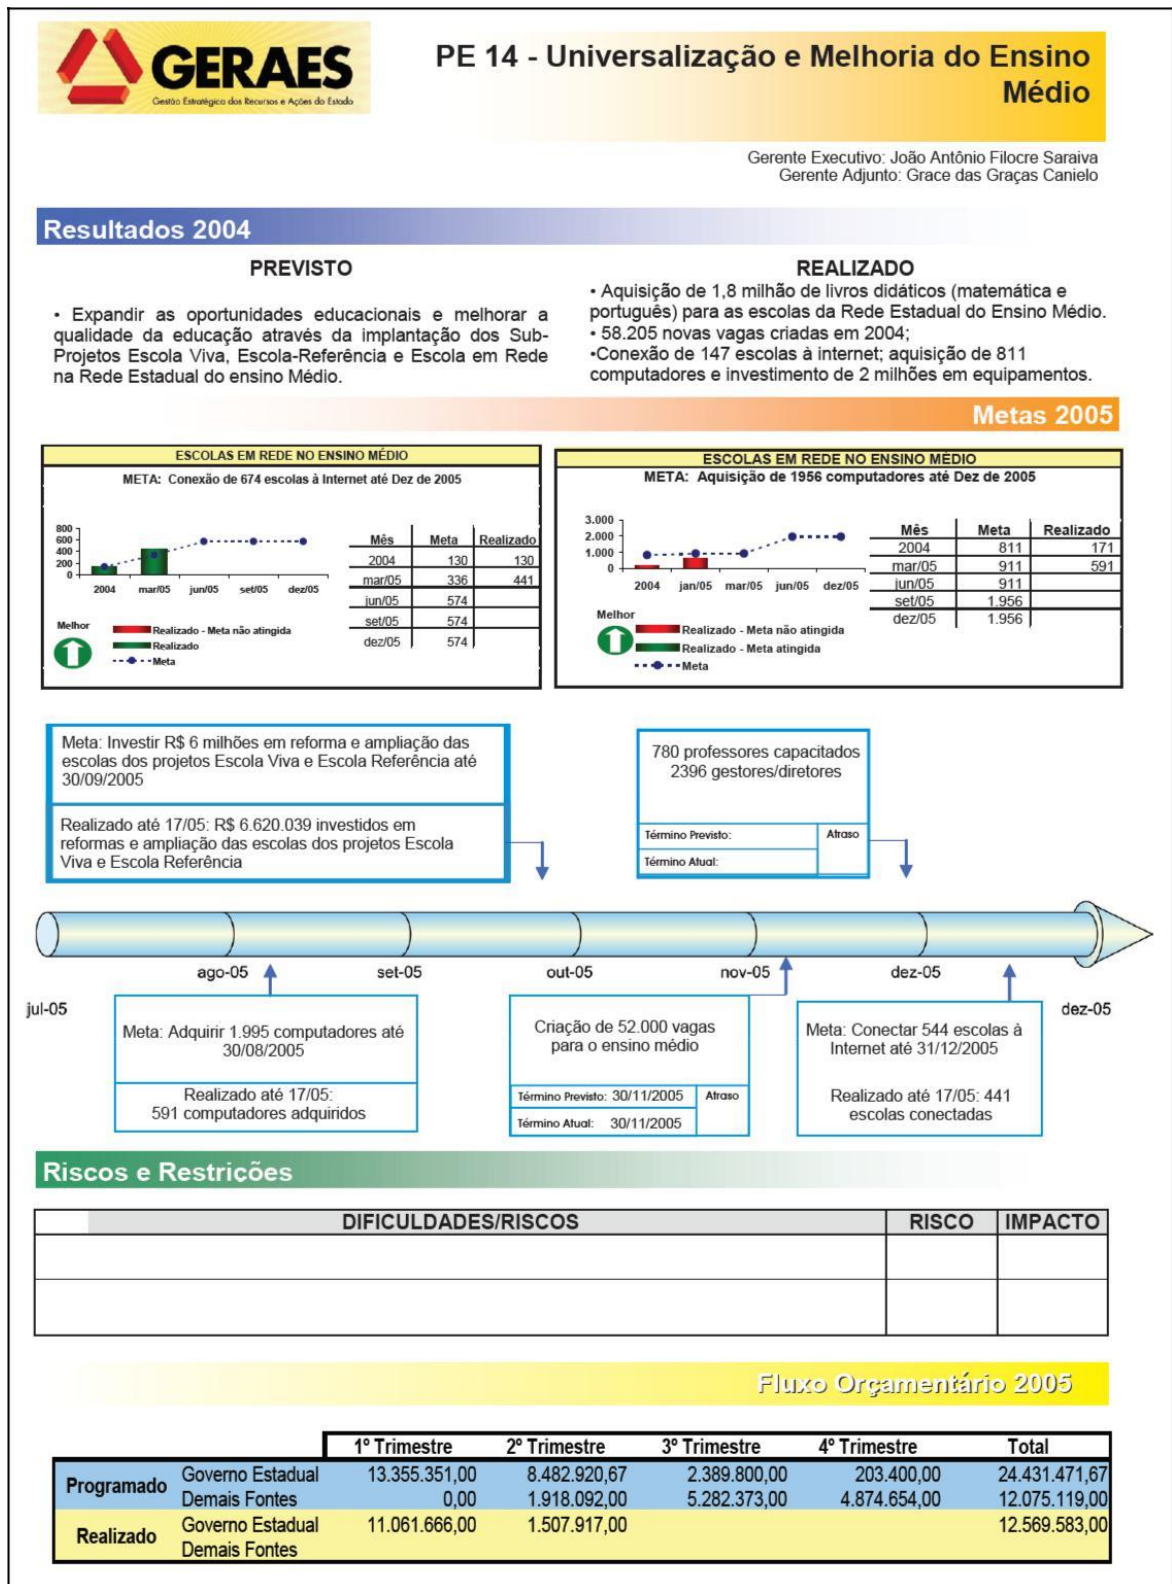 GERAES
Gestão Estratégica dos Recursos e Ações do Estado
PE 14 - Universalização e Melhoria do Ensino
Médio
Gerente Executivo: João Antônio Filocre Saraiva
Gerente Adjunto: Grace das Graças Canielo
Resultados 2004
PREVISTO
• Expandir as oportunidades educacionais e melhorar a
qualidade da educação através da implantação dos Sub-
Projetos Escola Viva, Escola-Referência e Escola em Rede
na Rede Estadual do ensino Médio.
REALIZADO
• Aquisição de 1,8 milhão de livros didáticos (matemática e
português) para as escolas da Rede Estadual do Ensino Médio.
• 58.205 novas vagas criadas em 2004;
•Conexão de 147 escolas à internet; aquisição de 811
computadores e investimento de 2 milhões em equipamentos.
Metas 2005
ESCOLAS EM REDE NO ENSINO MÉDIO
META: Conexão de 674 escolas à Internet até Dez de 2005
800
600
400
200
0
2004 mar/05 jun/05 set/05 dez/05
Melhor
Realizado - Meta não atingida
Realizado
Meta
Mês Meta Realizado
2004 130 130
mar/05 336 441
jun/05 574
set/05 574
dez/05 574
ESCOLAS EM REDE NO ENSINO MÉDIO
META: Aquisição de 1956 computadores até Dez de 2005
3.000
2.000
1.000
0
2004 jan/05 mar/05 jun/05 dez/05
Melhor
Realizado - Meta não atingida
Realizado - Meta atingida
Meta
Mês Meta Realizado
2004 811 171
mar/05 911 591
jun/05 911
set/05 1.956
dez/05 1.956
Meta: Investir R$ 6 milhões em reforma e ampliação das
escolas dos projetos Escola Viva e Escola Referência até
30/09/2005
Realizado até 17/05: R$ 6.620.039 investidos em
reformas e ampliação das escolas dos projetos Escola
Viva e Escola Referência
780 professores capacitados
2396 gestores/diretores
Término Previsto: Atraso
Término Atual:
ago-05 set-05 out-05 nov-05 dez-05
jul-05 dez-05
Meta: Adquirir 1.995 computadores até
30/08/2005
Realizado até 17/05:
591 computadores adquiridos
Criação de 52.000 vagas
para o ensino médio
Término Previsto: 30/11/2005 Atraso
Término Atual: 30/11/2005
Meta: Conectar 544 escolas à
Internet até 31/12/2005
Realizado até 17/05: 441
escolas conectadas
Riscos e Restrições
DIFICULDADES/RISCOS RISCO IMPACTO
Fluxo Orçamentário 2005
1º Trimestre 2º Trimestre 3º Trimestre 4º Trimestre Total
Programado Governo Estadual 13.355.351,00 8.482.920,67 2.389.800,00 203.400,00 24.431.471,67
Demais Fontes 0,00 1.918.092,00 5.282.373,00 4.874.654,00 12.075.119,00
Realizado Governo Estadual 11.061.666,00 1.507.917,00 12.569.583,00
Demais Fontes